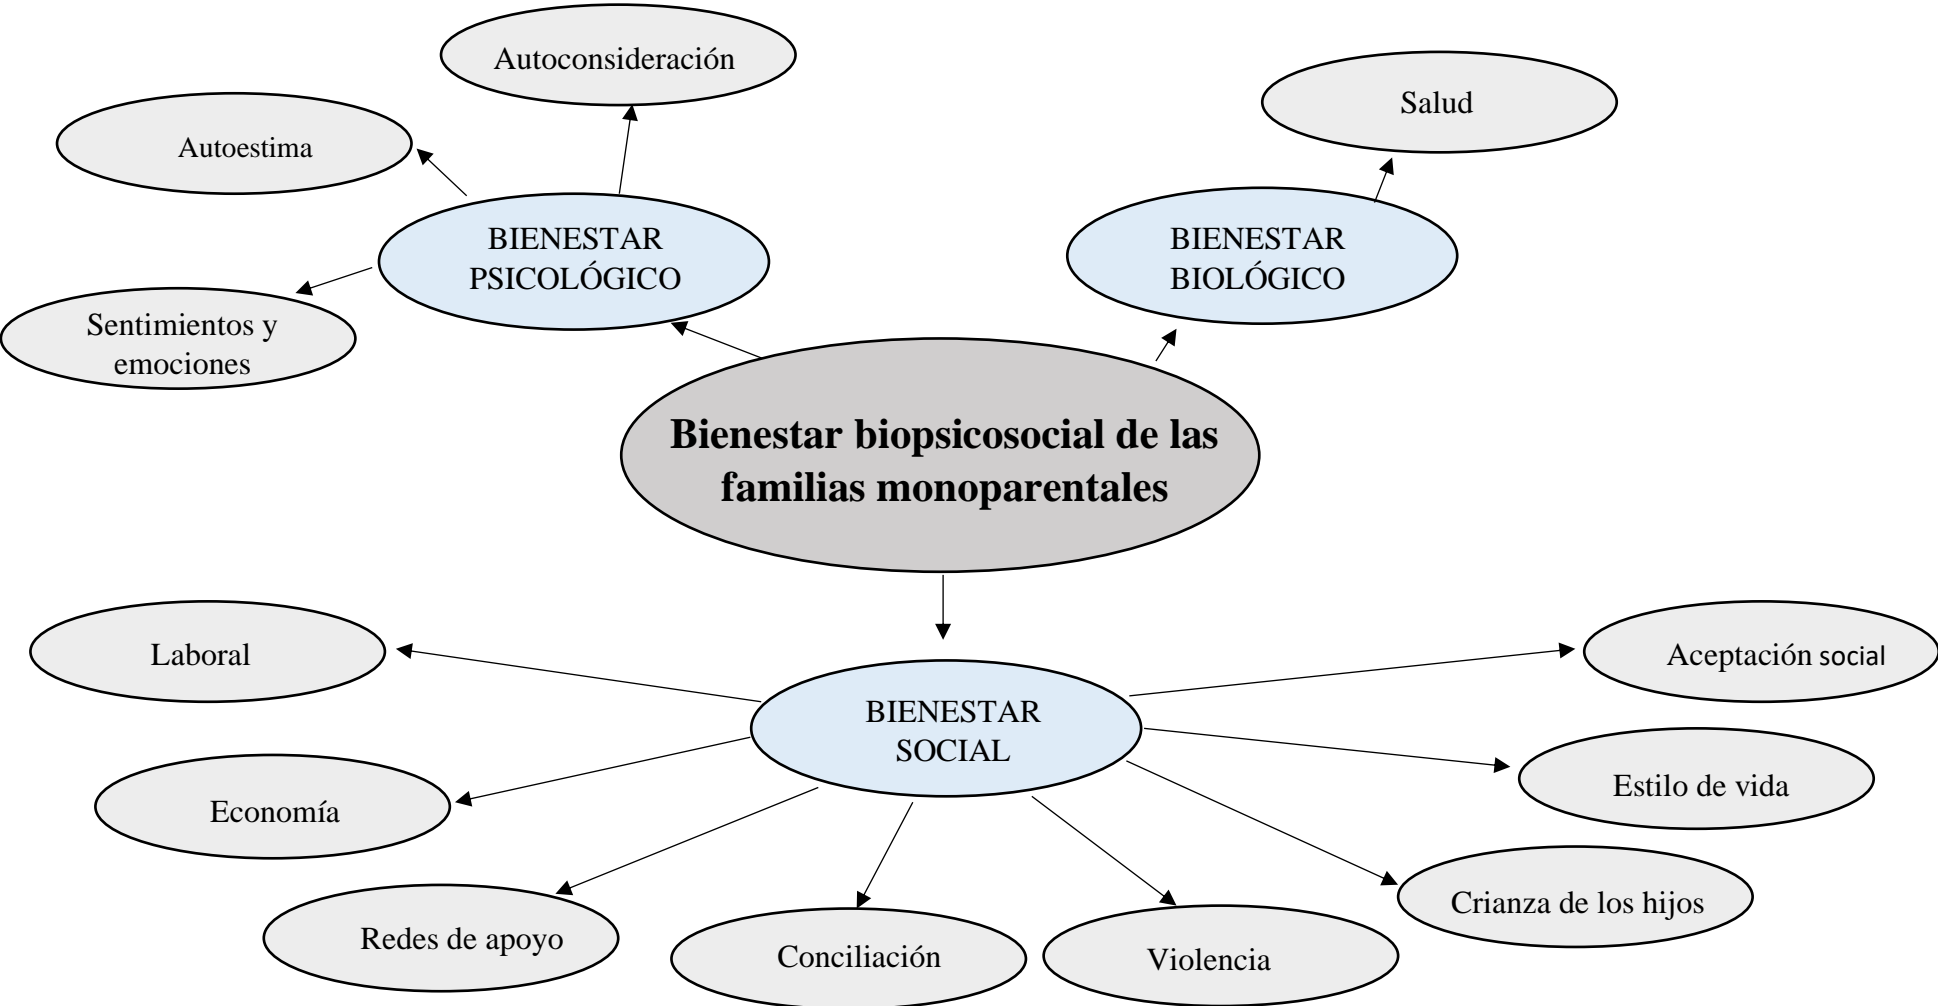 Autoconsideración
Salud
Autoestima
BIENESTAR
PSICOLÓGICO
BIENESTAR
BIOLÓGICO
Sentimientos y
emociones
Bienestar biopsicosocial de las
familias monoparentales
Laboral
Aceptación social
BIENESTAR
SOCIAL
Economía
Estilo de vida
Redes de apoyo
Conciliación
Violencia
Crianza de los hijos